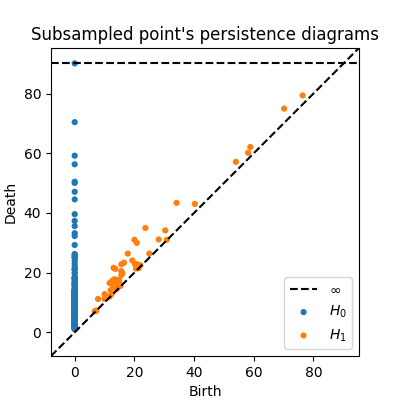 Subsampled point's persistence diagrams
Death
80
60
40
20
0
0 20 40 60 80
Birth
∞
H₀
H₁